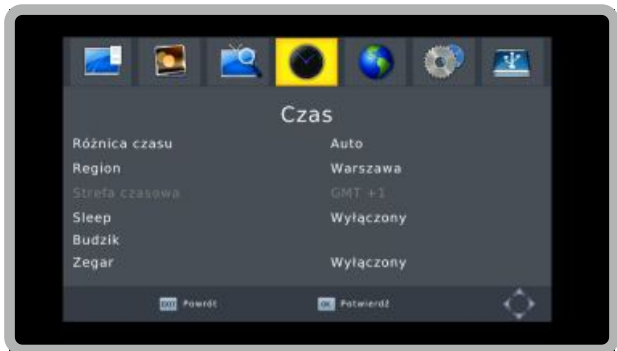 Czas
Różnica czasu Auto
Region Warszawa
Strefa czasowa GMT +1
Sleep Wyłączony
Budzik
Zegar Wyłączony
EXIT Powrót OK Potwierdź